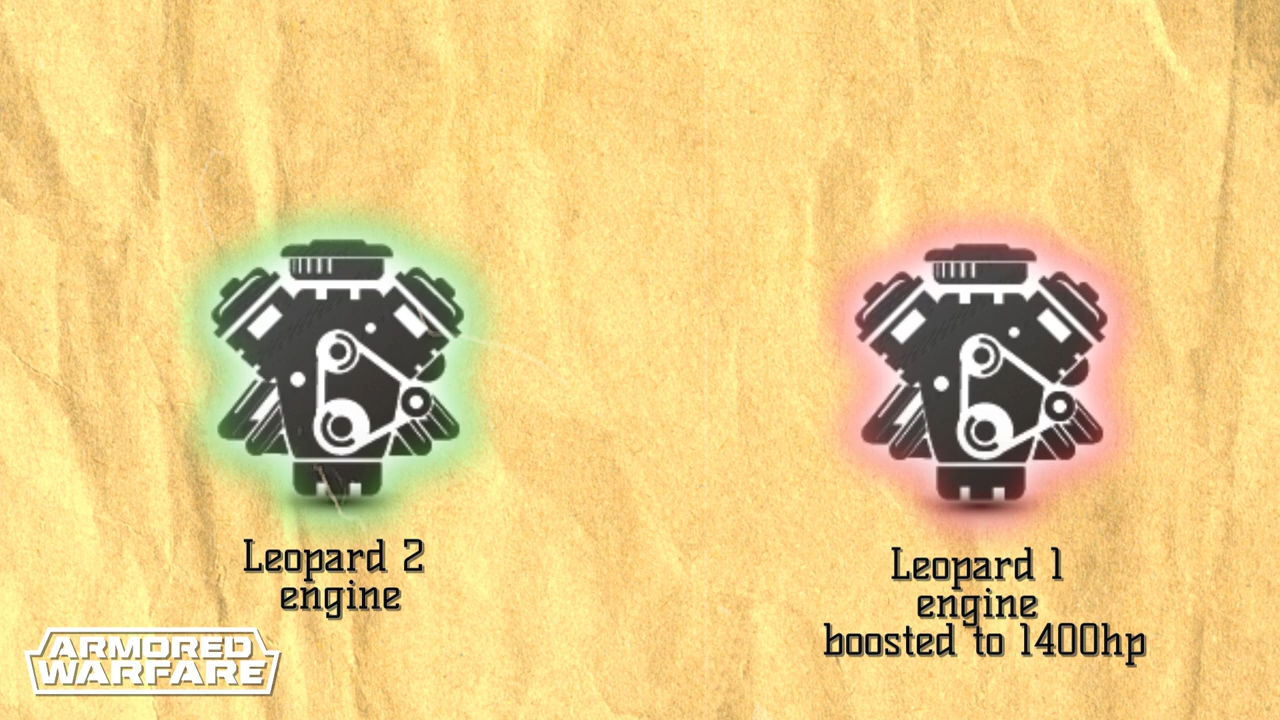 Leopard 2
engine
Leopard 1
engine
boosted to 1400hp
ARMORED
WARFARE